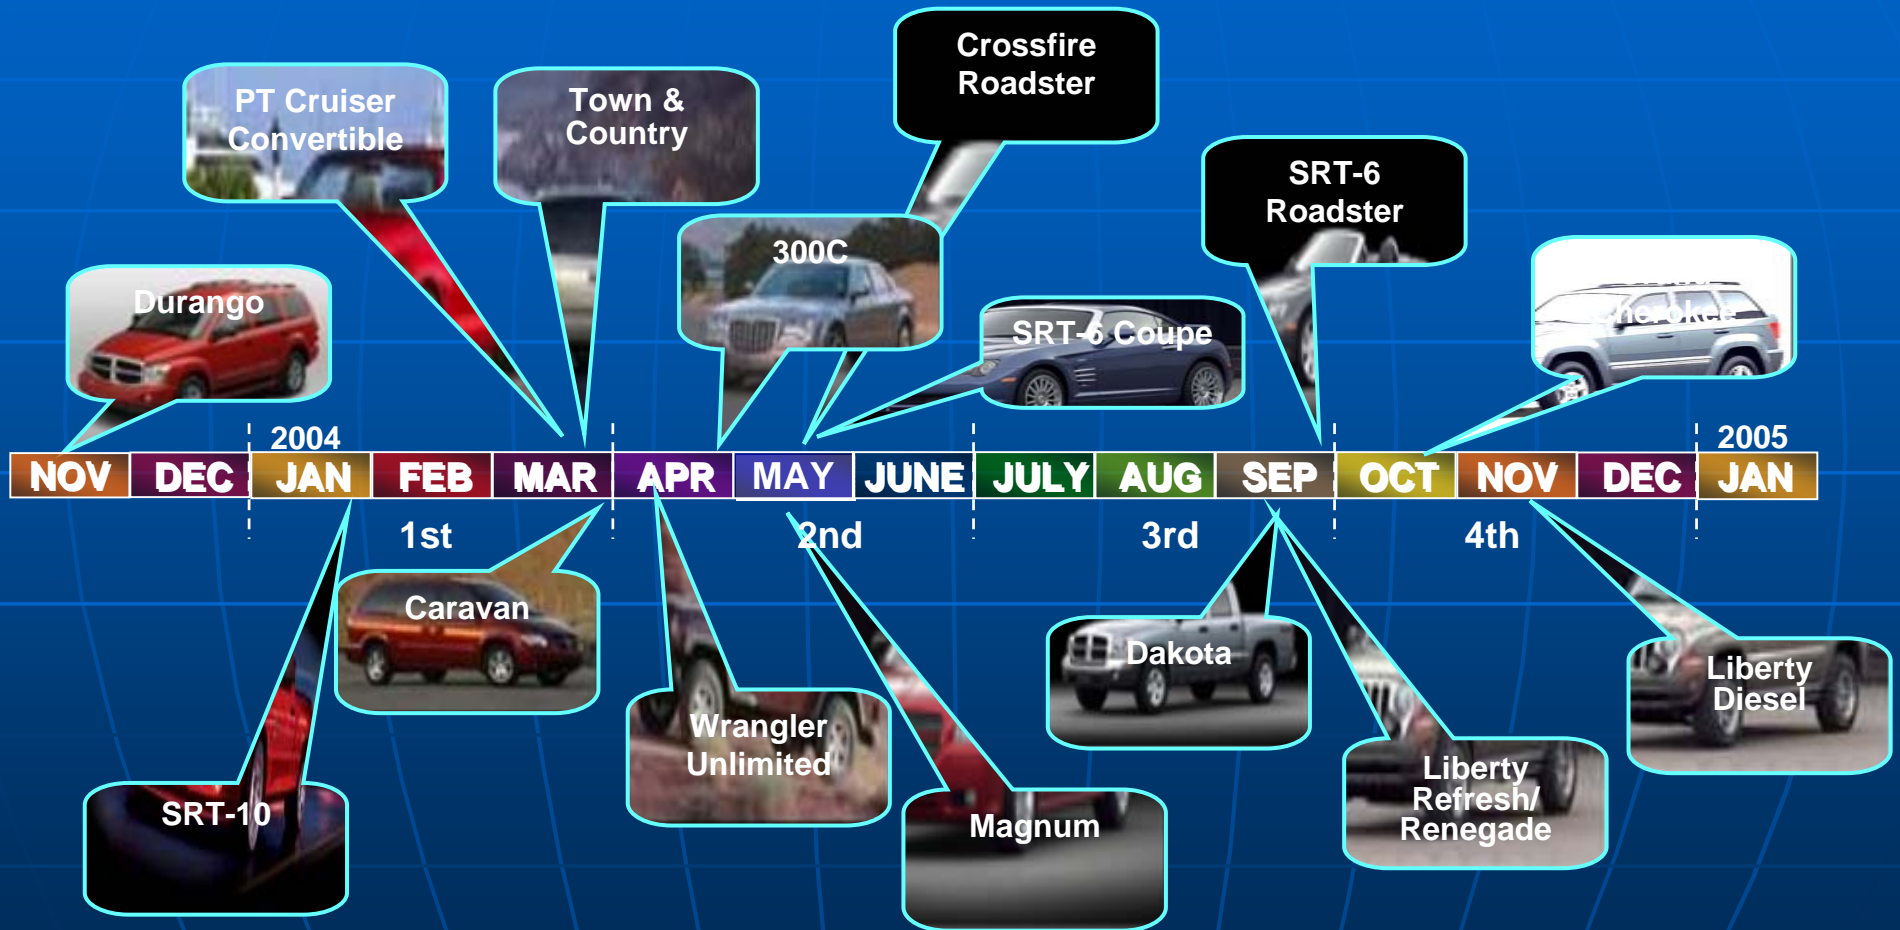 Crossfire
Roadster
PT Cruiser
Convertible
Town &
Country
SRT-6
Roadster
300C
Durango
SRT-6 Coupe
Cherokee
2004
2005
NOV DEC JAN FEB MAR APR MAY JUNE JULY AUG SEP OCT NOV DEC JAN
1st 2nd 3rd 4th
Caravan
Dakota
Liberty
Diesel
Wrangler
Unlimited
Liberty
Refresh/
Renegade
SRT-10
Magnum